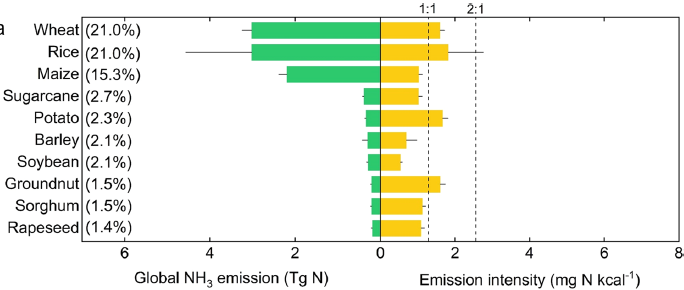 a
1:1 2:1
Wheat (21.0%)
Rice (21.0%)
Maize (15.3%)
Sugarcane (2.7%)
Potato (2.3%)
Barley (2.1%)
Soybean (2.1%)
Groundnut (1.5%)
Sorghum (1.5%)
Rapeseed (1.4%)
6 4 2 0 2 4 6 8
Global NH₃ emission (Tg N) Emission intensity (mg N kcal⁻¹)